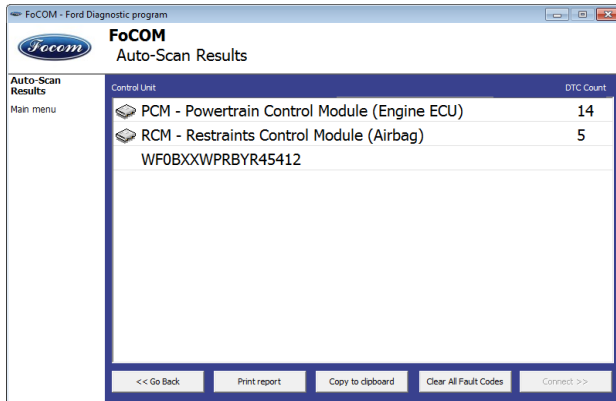 FoCOM - Ford Diagnostic program
Focom
FoCOM
Auto-Scan Results
Auto-Scan
Results
Main menu
Control Unit DTC Count
PCM - Powertrain Control Module (Engine ECU) 14
RCM - Restraints Control Module (Airbag) 5
WF0BXXWPRBYR45412
<< Go Back Print report Copy to clipboard Clear All Fault Codes Connect >>